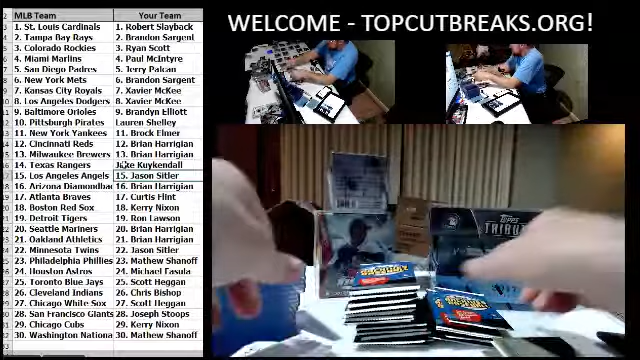 WELCOME - TOPCUTBREAKS.ORG!
MLB Team Your Team
1. St. Louis Cardinals 1. Robert Slayback
2. Tampa Bay Rays 2. Brandon Sargent
3. Colorado Rockies 3. Ryan Scott
4. Miami Marlins 4. Paul McIntyre
5. San Diego Padres 5. Terry Palcan
6. New York Mets 6. Brandon Sargent
7. Kansas City Royals 7. Xavier McKee
8. Los Angeles Dodgers 8. Xavier McKee
9. Baltimore Orioles 9. Brandyn Elliott
10. Pittsburgh Pirates Lauren Shelley
11. New York Yankees 11. Brock Elmer
12. Cincinnati Reds 12. Brian Harrigian
13. Milwaukee Brewers 13. Brian Harrigian
14. Texas Rangers Jake Kuykendall
15. Los Angeles Angels 15. Jason Sitler
16. Arizona Diamondbac 16. Brian Harrigian
17. Atlanta Braves 17. Curtis Flint
18. Boston Red Sox 18. Kerry Nixon
19. Detroit Tigers 19. Ron Lawson
20. Seattle Mariners 20. Brian Harrigian
21. Oakland Athletics 21. Brian Harrigian
22. Minnesota Twins 22. Jason Sitler
23. Philadelphia Phillies 23. Mathew Shanoff
24. Houston Astros 24. Michael Fasula
25. Toronto Blue Jays 25. Scott Heggan
26. Cleveland Indians 26. Chris Bishop
27. Chicago White Sox 27. Scott Heggan
28. San Francisco Giants 28. Joseph Stoops
29. Chicago Cubs 29. Kerry Nixon
30. Washington Nationa 30. Mathew Shanoff
TOPPS
TRIBUT